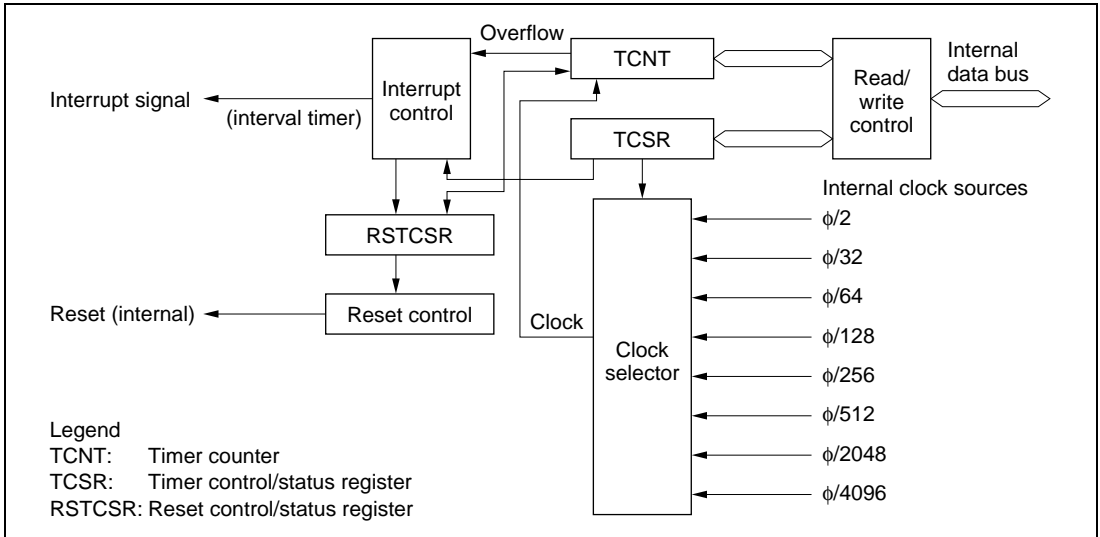 Overflow
TCNT
Internal
data bus
Interrupt
control
Read/
write
control
Interrupt signal
(interval timer)
TCSR
Internal clock sources
RSTCSR
ϕ/2
ϕ/32
ϕ/64
Reset (internal)
Reset control
Clock
ϕ/128
Clock
selector
ϕ/256
ϕ/512
ϕ/2048
ϕ/4096
Legend
TCNT: Timer counter
TCSR: Timer control/status register
RSTCSR: Reset control/status register